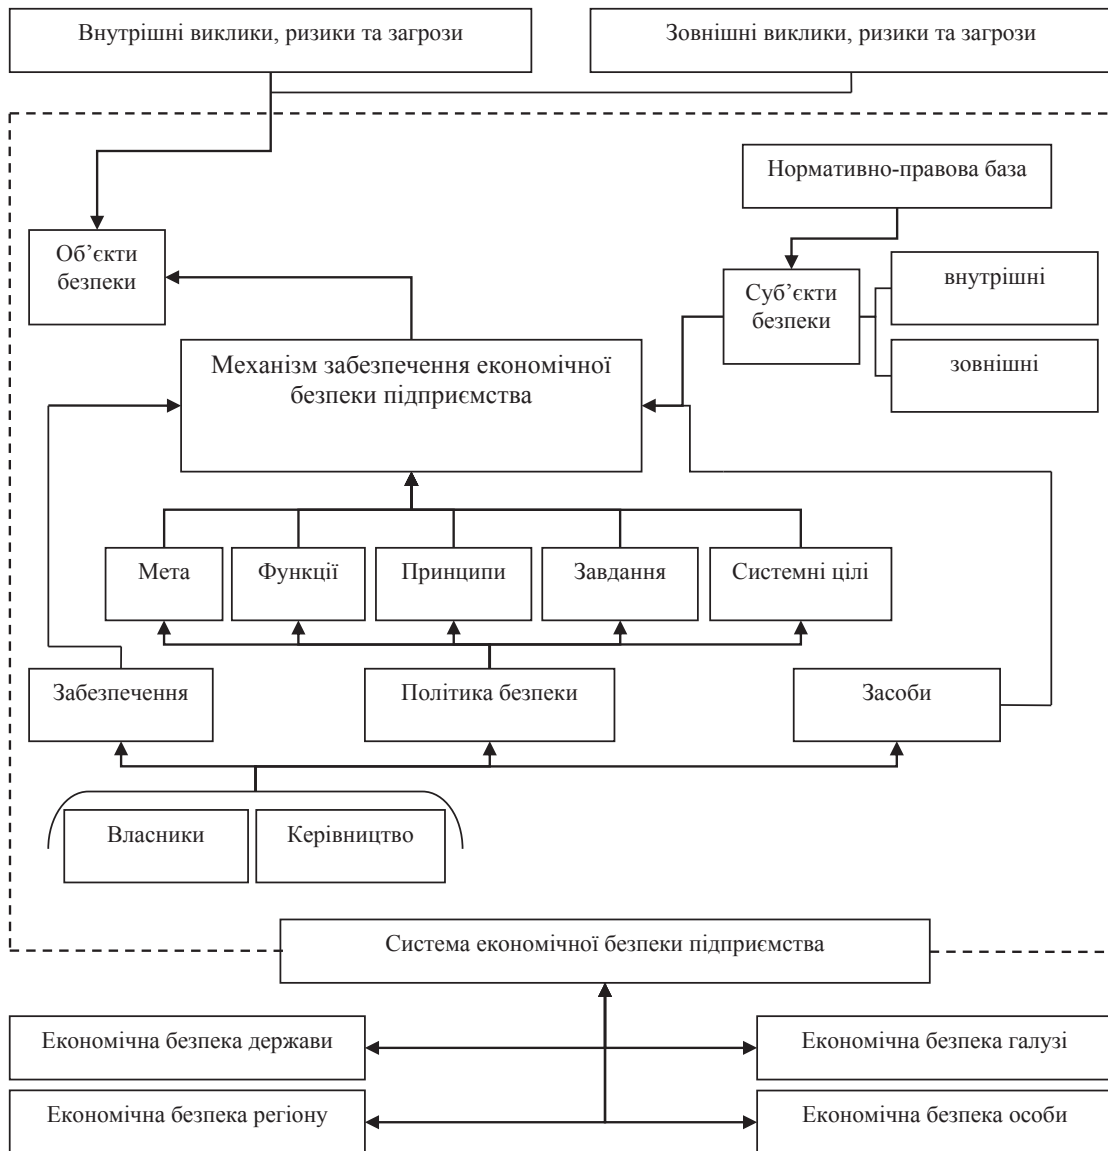 Внутрішні виклики, ризики та загрози
Зовнішні виклики, ризики та загрози
Нормативно-правова база
Об’єкти
безпеки
Суб’єкти
безпеки
внутрішні
зовнішні
Механізм забезпечення економічної
безпеки підприємства
Мета
Функції
Принципи
Завдання
Системні цілі
Забезпечення
Політика безпеки
Засоби
Власники
Керівництво
Система економічної безпеки підприємства
Економічна безпека держави
Економічна безпека галузі
Економічна безпека регіону
Економічна безпека особи